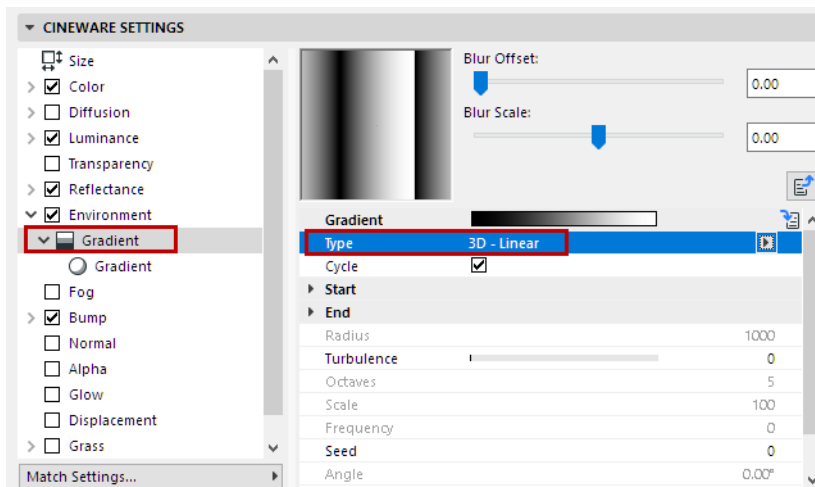 CINEWARE SETTINGS
Size
Color
Diffusion
Luminance
Transparency
Reflectance
Environment
Gradient
Gradient
Fog
Bump
Normal
Alpha
Glow
Displacement
Grass
Match Settings...
Blur Offset:
0.00
Blur Scale:
0.00
Gradient
Type 3D - Linear
Cycle
Start
End
Radius 1000
Turbulence 0
Octaves 5
Scale 100
Frequency 0
Seed 0
Angle 0.00°